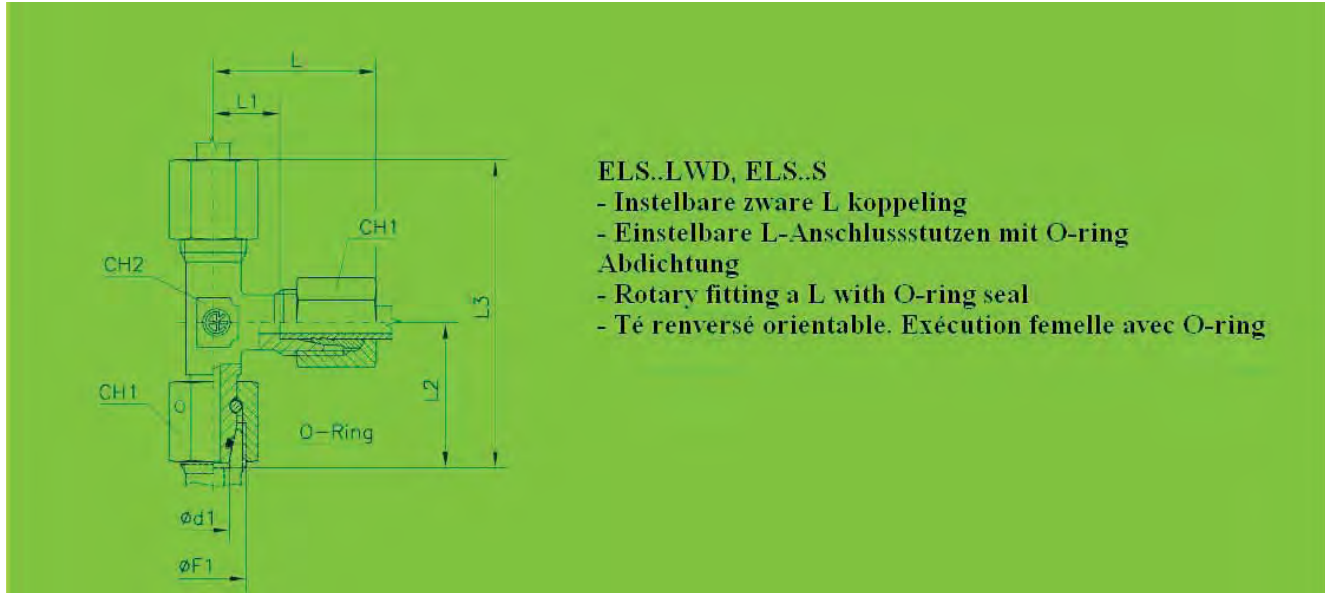 L
L1
CH1
CH2
L3
L2
CH1
O-Ring
ød1
øF1
ELS..LWD, ELS..S
- Instelbare zware L koppeling
- Einstelbare L-Anschlussstutzen mit O-ring
Abdichtung
- Rotary fitting a L with O-ring seal
- Té renversé orientable. Exécution femelle avec O-ring